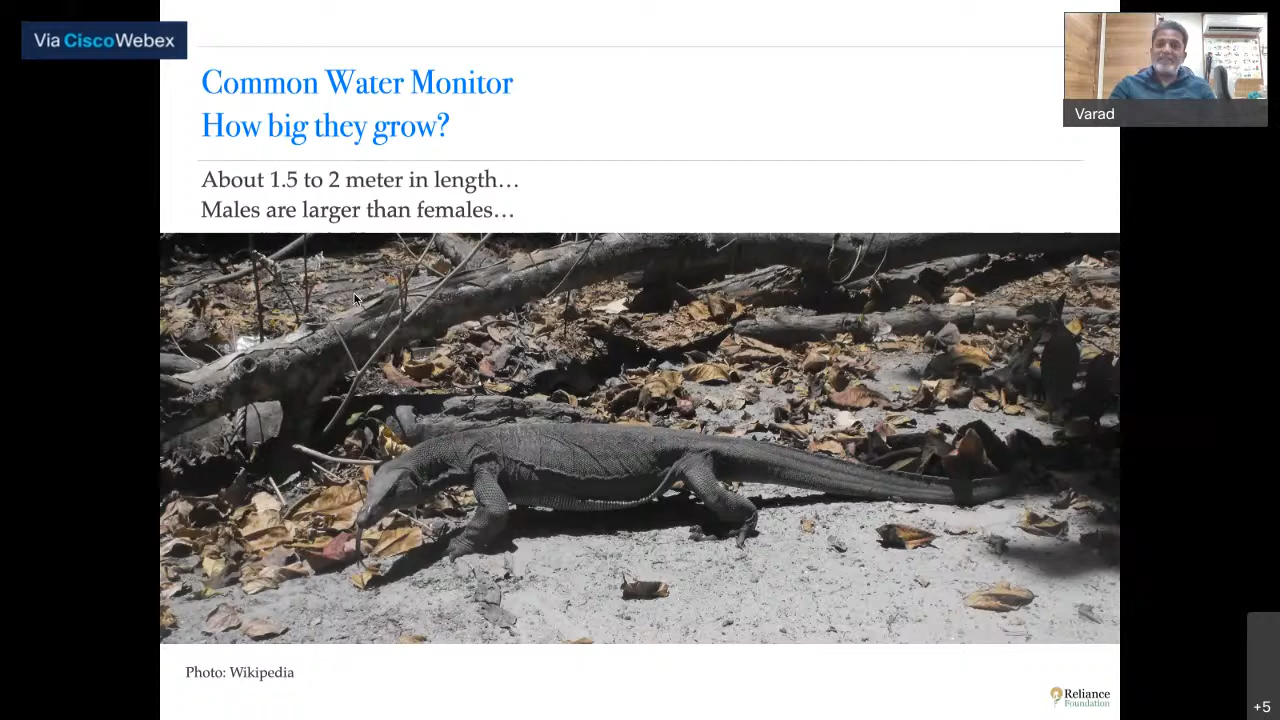 Via CiscoWebex
Common Water Monitor
How big they grow?
About 1.5 to 2 meter in length…
Males are larger than females…
Varad
Photo: Wikipedia
Reliance
Foundation
+5